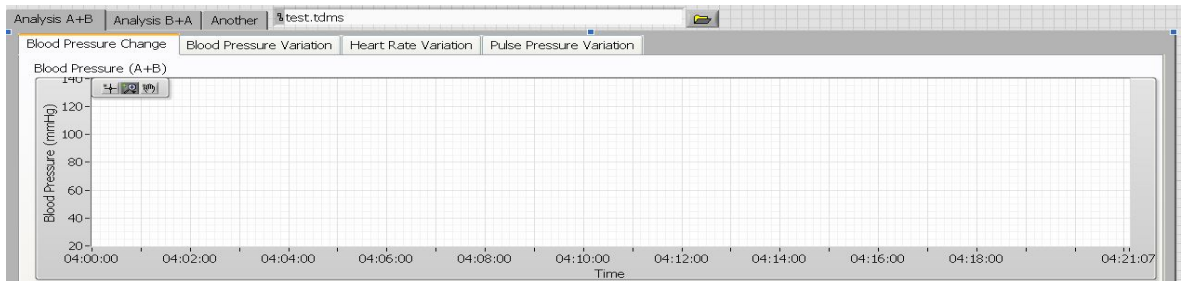 Analysis A+B Analysis B+A Another test.tdms
Blood Pressure Change Blood Pressure Variation Heart Rate Variation Pulse Pressure Variation
Blood Pressure (A+B)
140
120
100
80
60
40
20
Blood Pressure (mmHg)
04:00:00 04:02:00 04:04:00 04:06:00 04:08:00 04:10:00 04:12:00 04:14:00 04:16:00 04:18:00 04:21:07
Time